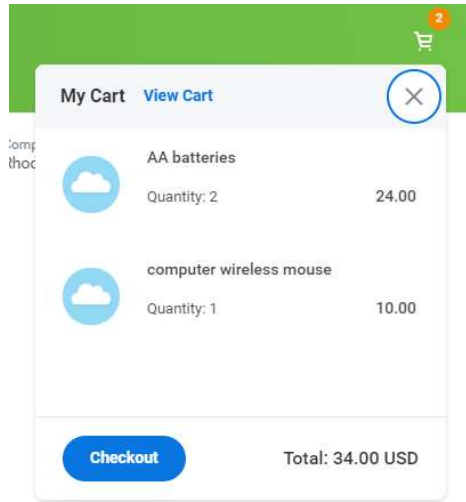 2
My Cart View Cart
AA batteries
Quantity: 2 24.00
computer wireless mouse
Quantity: 1 10.00
Checkout Total: 34.00 USD